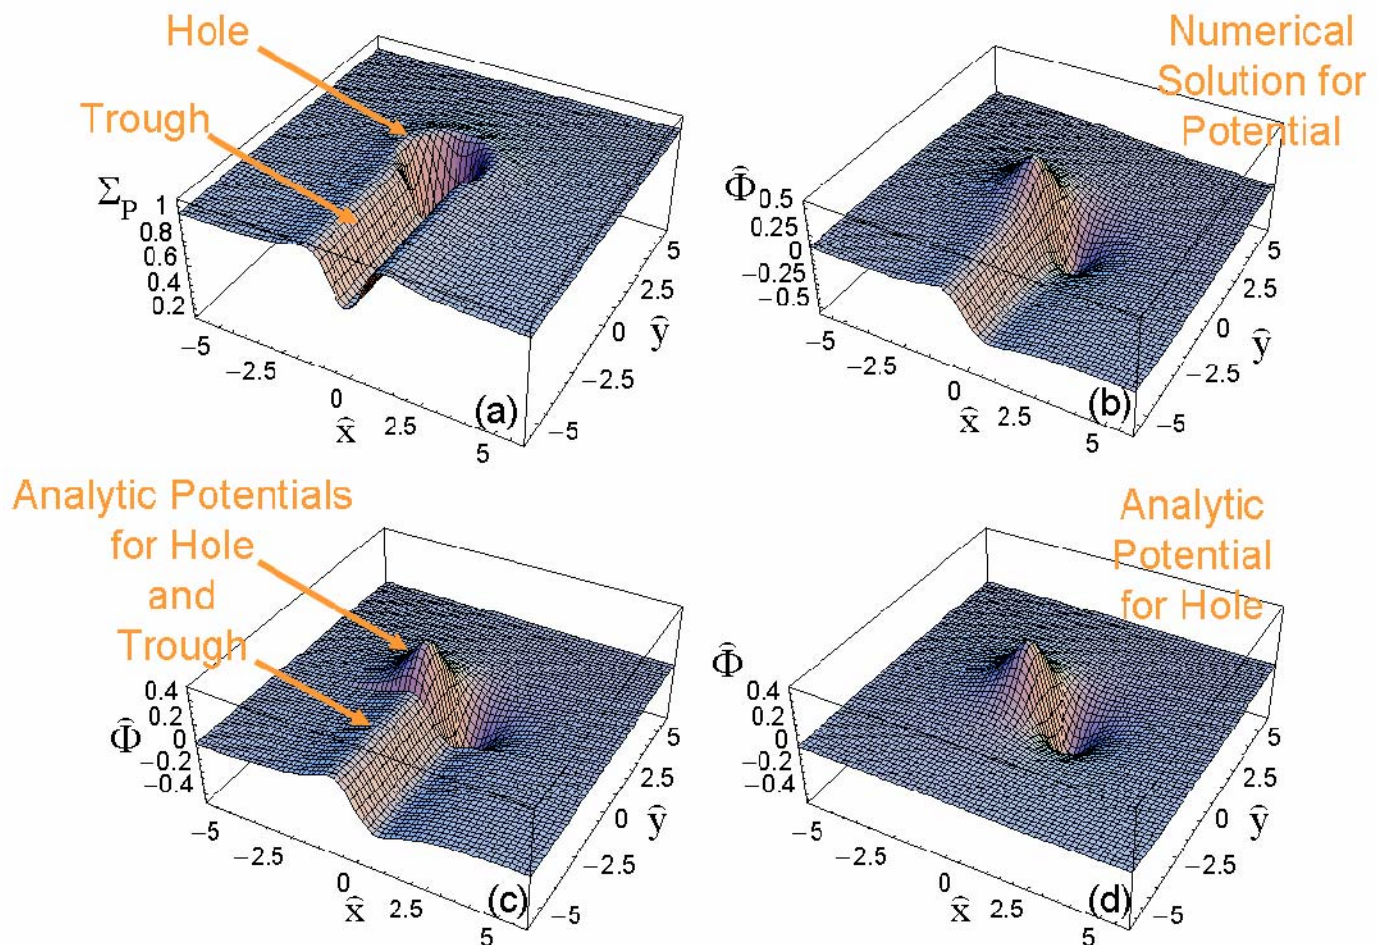 Hole
Trough
Σ_P
1
0.8
0.6
0.4
0.2
−5
−2.5
0
2.5
5
x̂
5
2.5
0
−2.5
−5
ŷ
(a)
Numerical
Solution for
Potential
Φ̂
0.5
0.25
0
−0.25
−0.5
−5
−2.5
0
2.5
5
x̂
5
2.5
0
−2.5
−5
ŷ
(b)
Analytic Potentials
for Hole
and
Trough
Φ̂
0.4
0.2
0
−0.2
−0.4
−5
−2.5
0
2.5
5
x̂
5
2.5
0
−2.5
−5
ŷ
(c)
Analytic
Potential
for Hole
Φ̂
0.4
0.2
0
−0.2
−0.4
−5
−2.5
0
2.5
5
x̂
5
2.5
0
−2.5
−5
ŷ
(d)